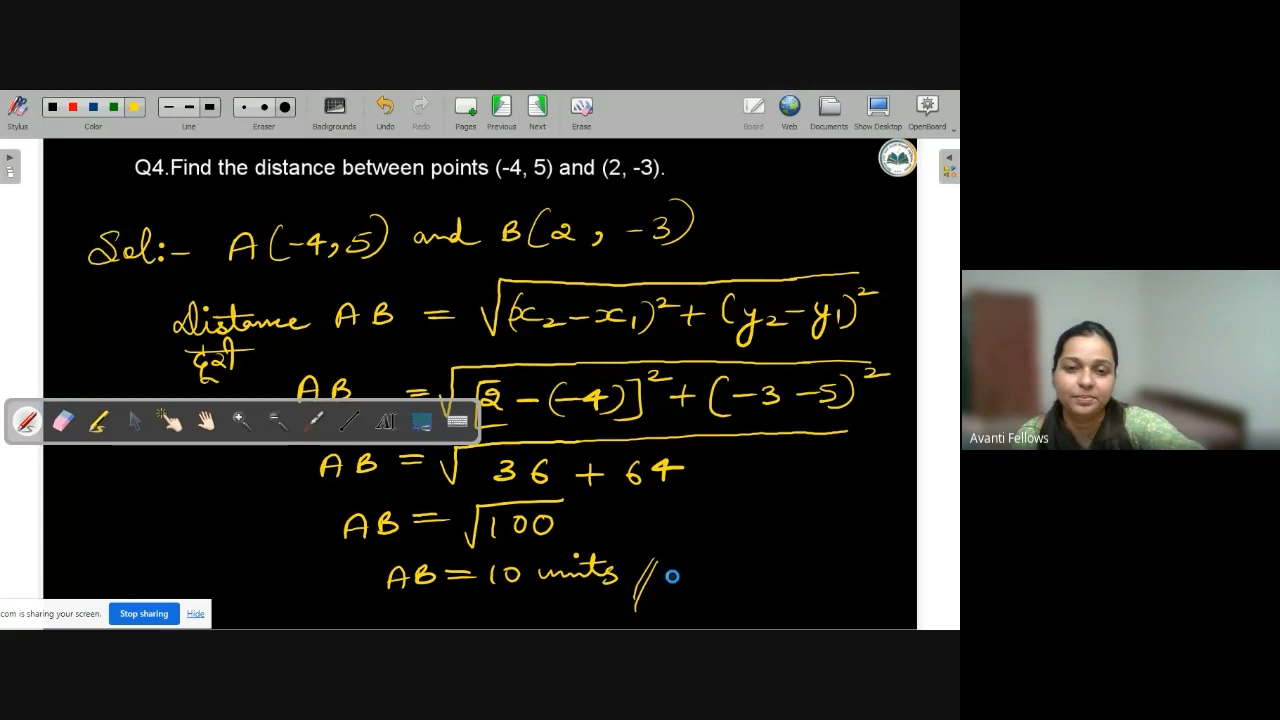 Stylus Color Line Eraser Backgrounds Undo Redo Pages Previous Next Erase Board Web Documents Show Desktop OpenBoard
Q4.Find the distance between points (-4, 5) and (2, -3).
Sol:- A(-4,5) and B(2, -3)
Distance AB = √(x₂-x₁)² + (y₂-y₁)²
दूरी
AB = √[2-(-4)]² + (-3-5)²
AB = √36 + 64
AB = √100
AB = 10 units //
com is sharing your screen. Stop sharing Hide
Avanti Fellows